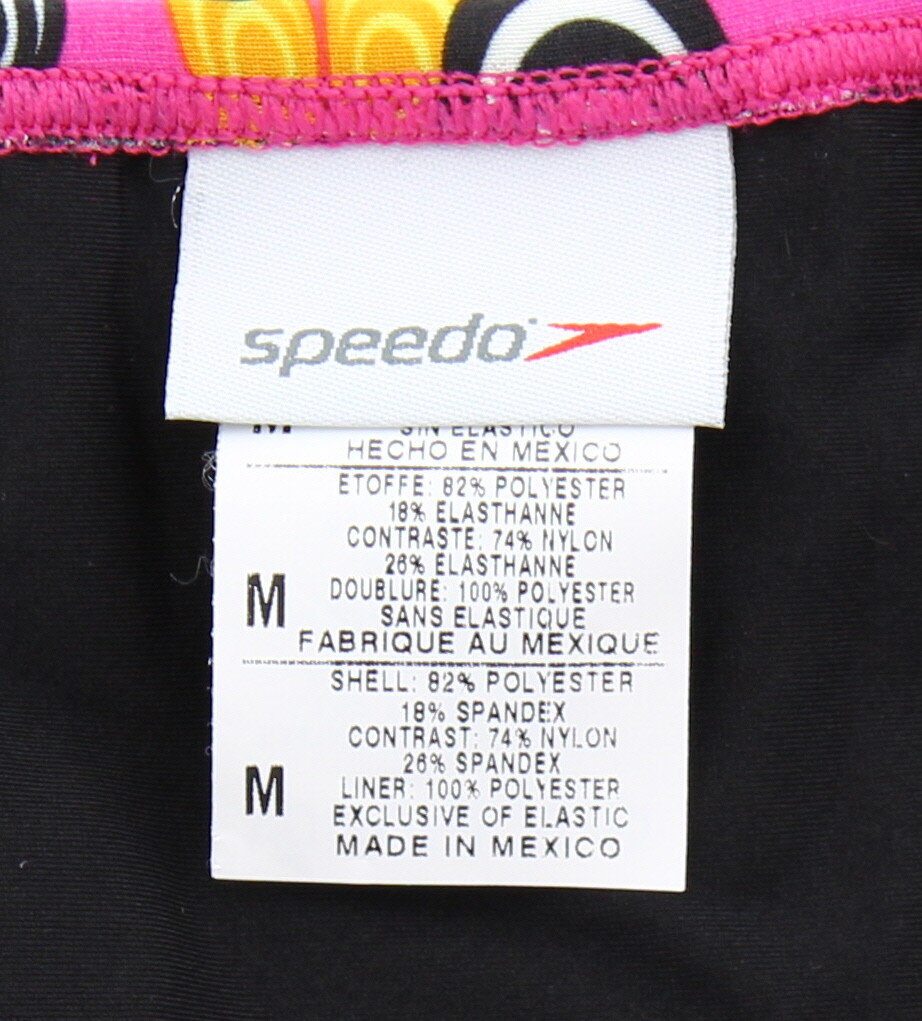 speedo
M
SIN ELASTICO
HECHO EN MEXICO
ETOFFE: 82% POLYESTER
18% ELASTHANNE
CONTRASTE: 74% NYLON
26% ELASTHANNE
M
DOUBLURE: 100% POLYESTER
SANS ELASTIQUE
FABRIQUE AU MEXIQUE
SHELL: 82% POLYESTER
18% SPANDEX
CONTRAST: 74% NYLON
26% SPANDEX
M
LINER: 100% POLYESTER
EXCLUSIVE OF ELASTIC
MADE IN MEXICO